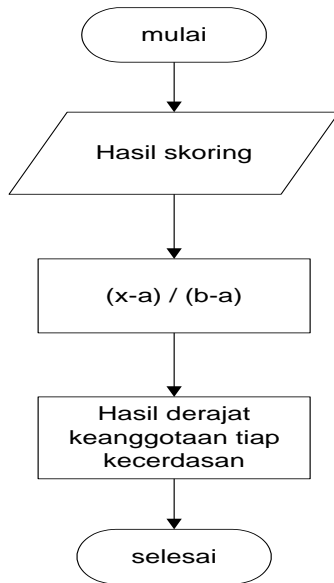 mulai
Hasil skoring
(x-a) / (b-a)
Hasil derajat
keanggotaan tiap
kecerdasan
selesai